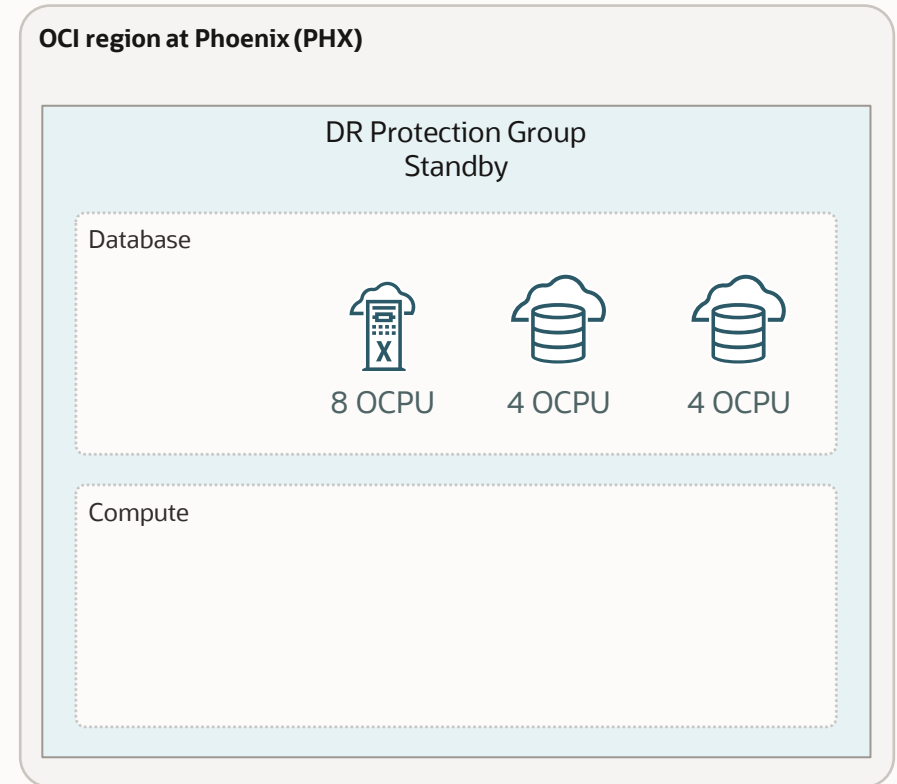 OCI region at Phoenix (PHX)
DR Protection Group
Standby
Database
X
8 OCPU 4 OCPU 4 OCPU
Compute